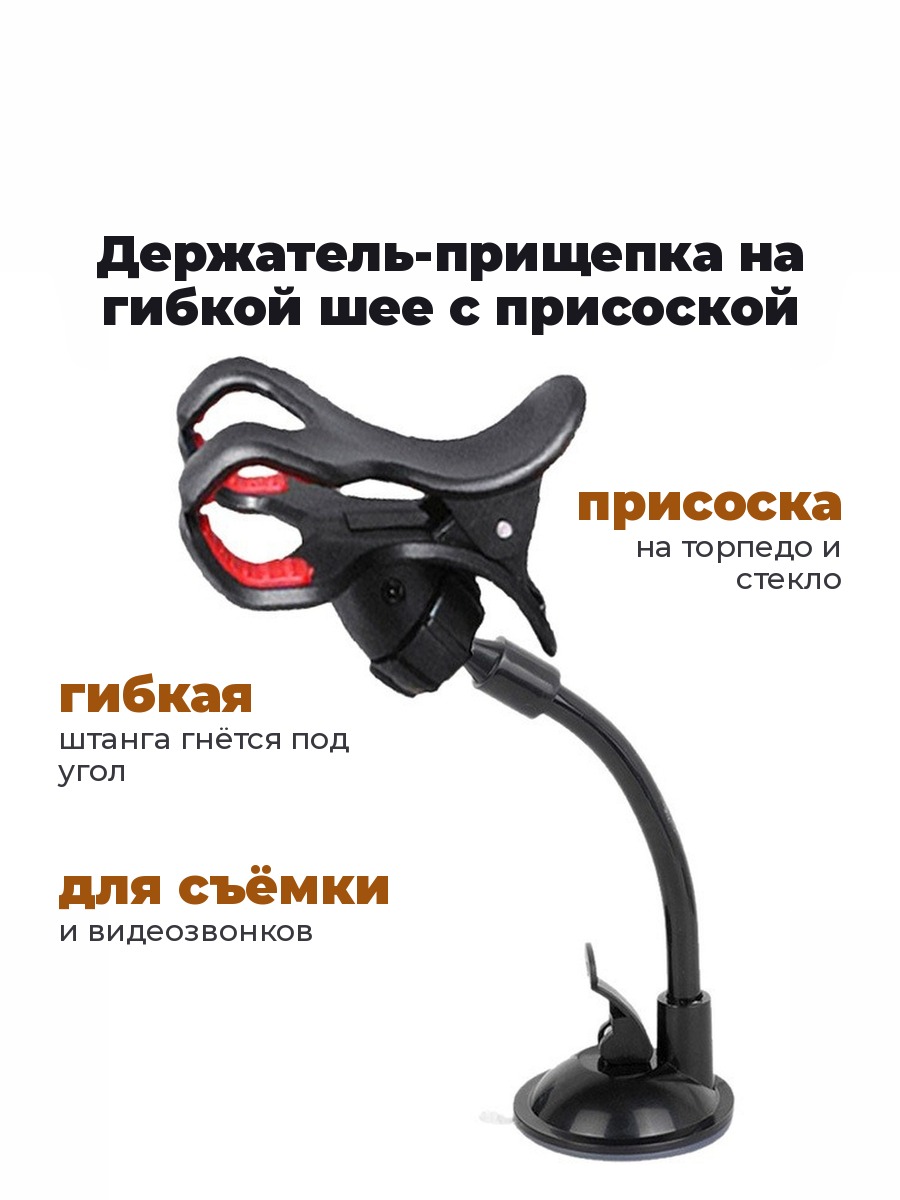 Держатель-прищепка на
гибкой шее с присоской
присоска
на торпедо и
стекло
гибкая
штанга гнётся под
угол
для съёмки
и видеозвонков